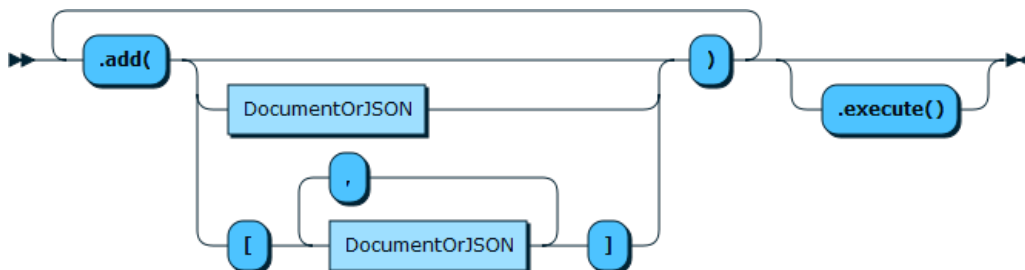 .add( )
DocumentOrJSON
.execute()
,
[ DocumentOrJSON ]